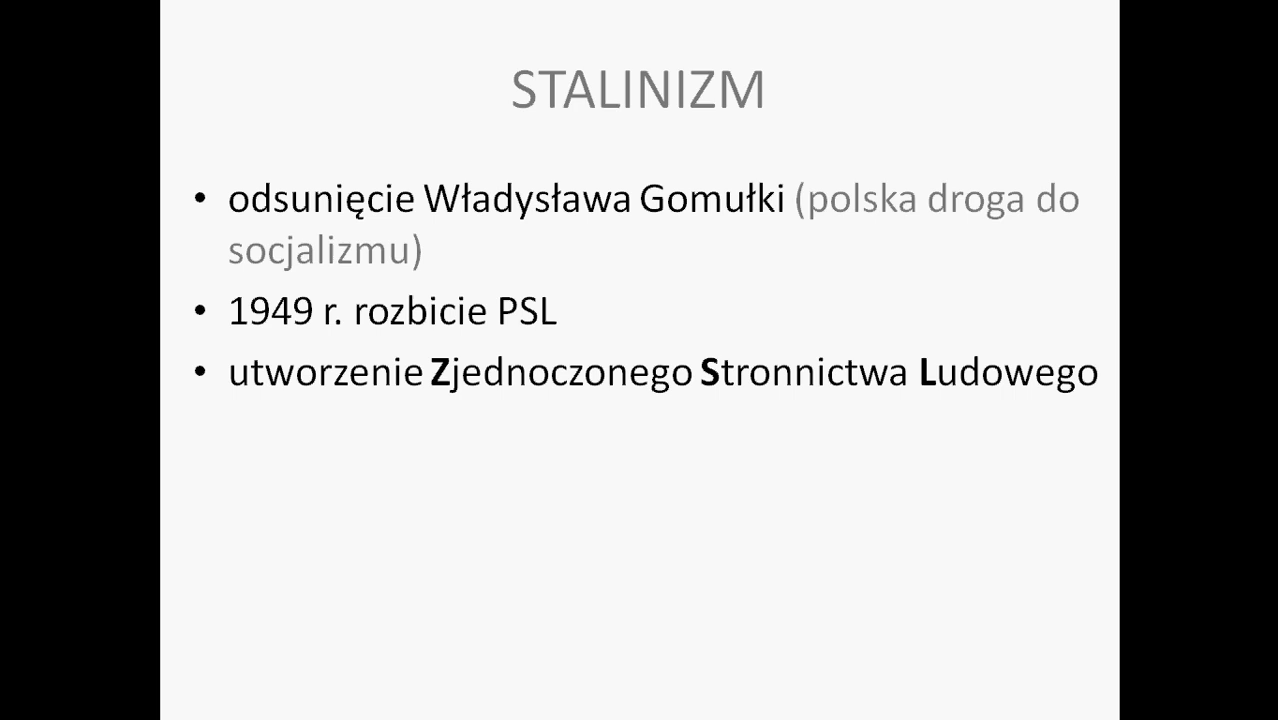 STALINIZM
• odsunięcie Władysława Gomułki (polska droga do
socjalizmu)
• 1949 r. rozbicie PSL
• utworzenie Zjednoczonego Stronnictwa Ludowego